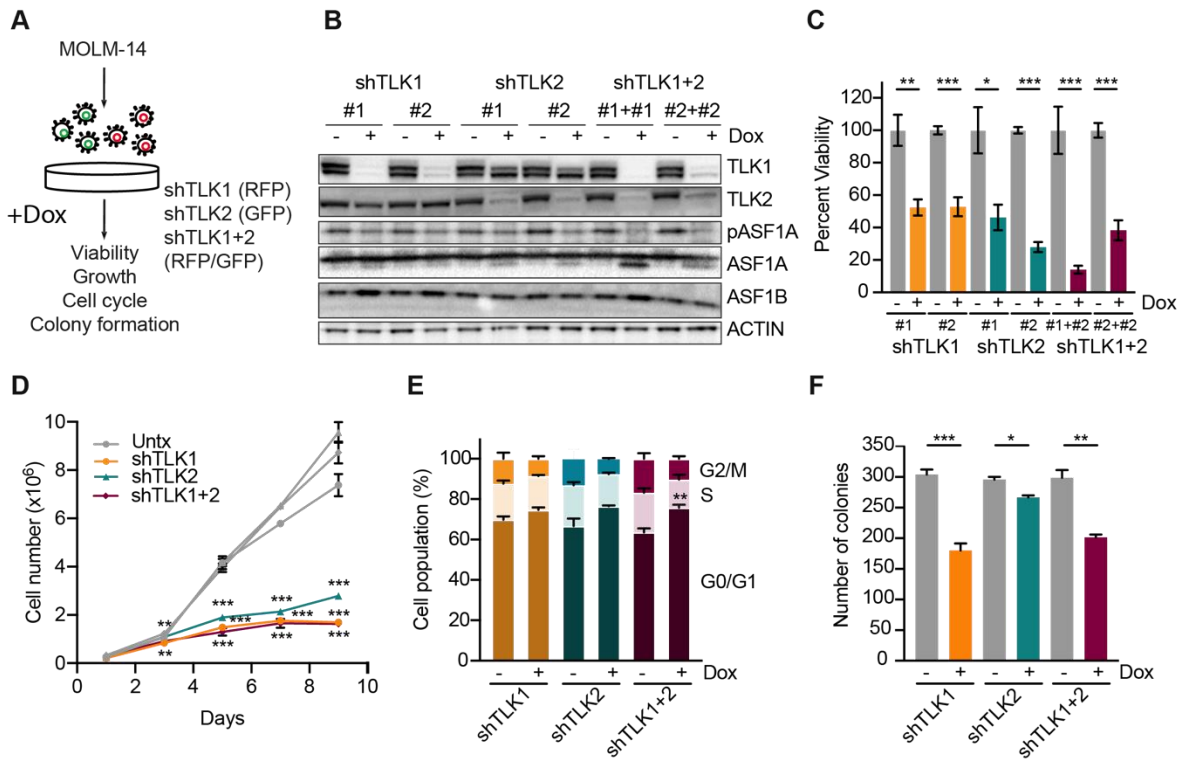 A
MOLM-14
+Dox
shTLK1 (RFP)
shTLK2 (GFP)
shTLK1+2
(RFP/GFP)
Viability
Growth
Cell cycle
Colony formation
B
shTLK1 shTLK2 shTLK1+2
#1 #2 #1 #2 #1+#1 #2+#2
- + - + - + - + - + - + Dox
TLK1
TLK2
pASF1A
ASF1A
ASF1B
ACTIN
C
** *** * *** *** ***
Percent Viability
120
100
80
60
40
20
0
- + - + - + - + - + - + Dox
#1 #2 #1 #2 #1+#2 #2+#2
shTLK1 shTLK2 shTLK1+2
D
Cell number (x10⁶)
10
8
6
4
2
0
Untx
shTLK1
shTLK2
shTLK1+2
** *** *** ***
*** *** ***
** *** *** ***
0 2 4 6 8 10
Days
E
Cell population (%)
100
80
60
40
20
0
G2/M
S
**
G0/G1
- + - + - + Dox
shTLK1 shTLK2 shTLK1+2
F
*** * **
Number of colonies
350
300
250
200
150
100
50
0
- + - + - + Dox
shTLK1 shTLK2 shTLK1+2